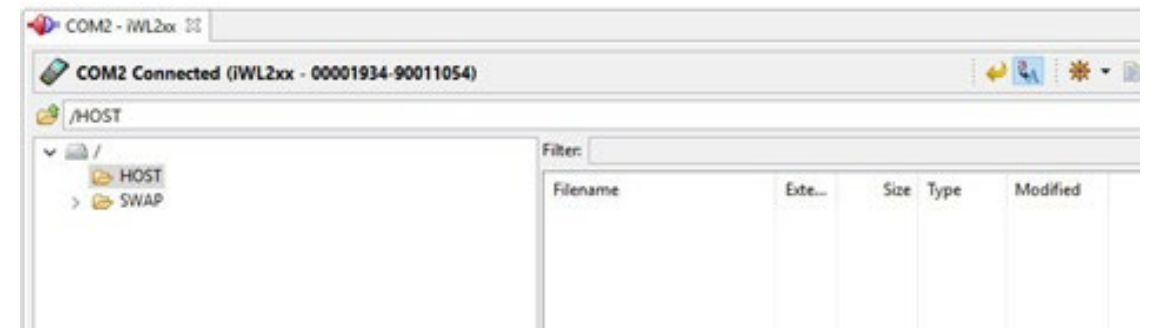 COM2 - iWL2xx
COM2 Connected (iWL2xx - 00001934-90011054)
/HOST
/
HOST
SWAP
Filter:
Filename Exte... Size Type Modified